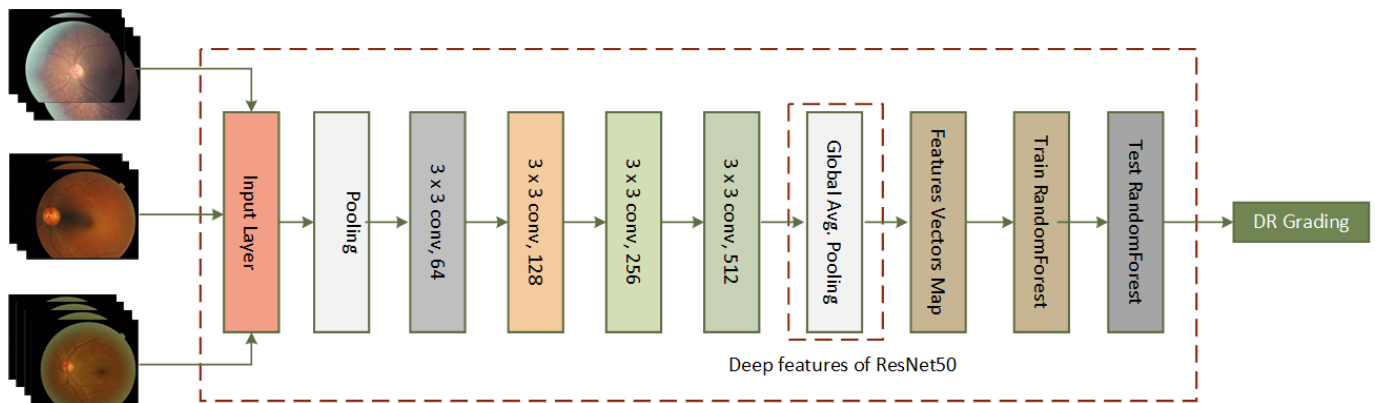 Input Layer
Pooling
3 x 3 conv, 64
3 x 3 conv, 128
3 x 3 conv, 256
3 x 3 conv, 512
Global Avg. Pooling
Features Vectors Map
Train RandomForest
Test RandomForest
DR Grading
Deep features of ResNet50